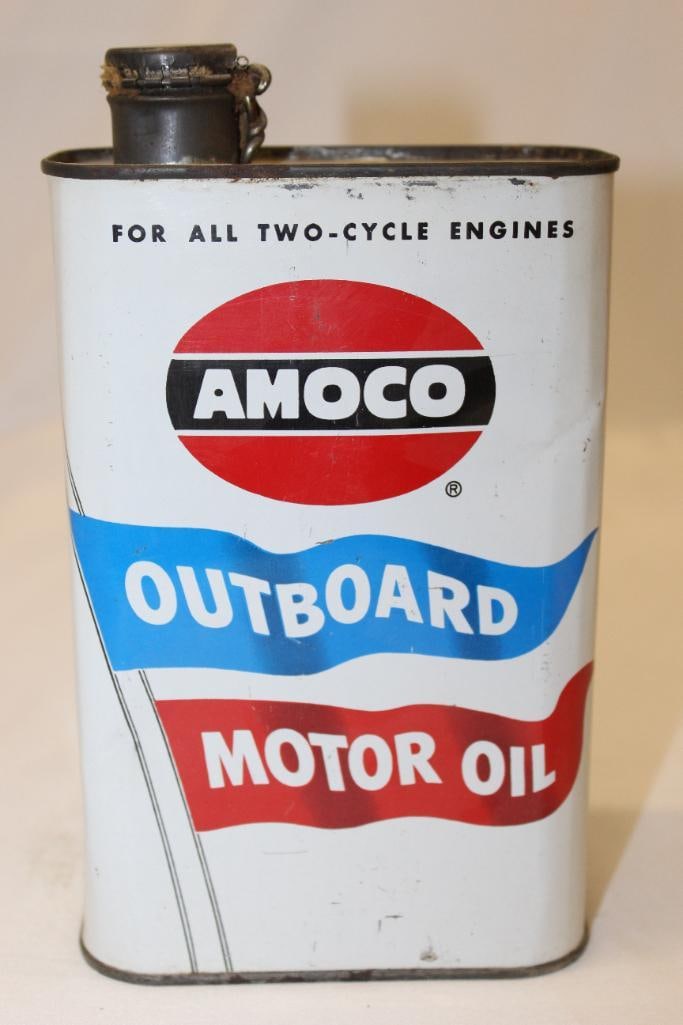 FOR ALL TWO-CYCLE ENGINES
AMOCO
®
OUTBOARD
MOTOR OIL